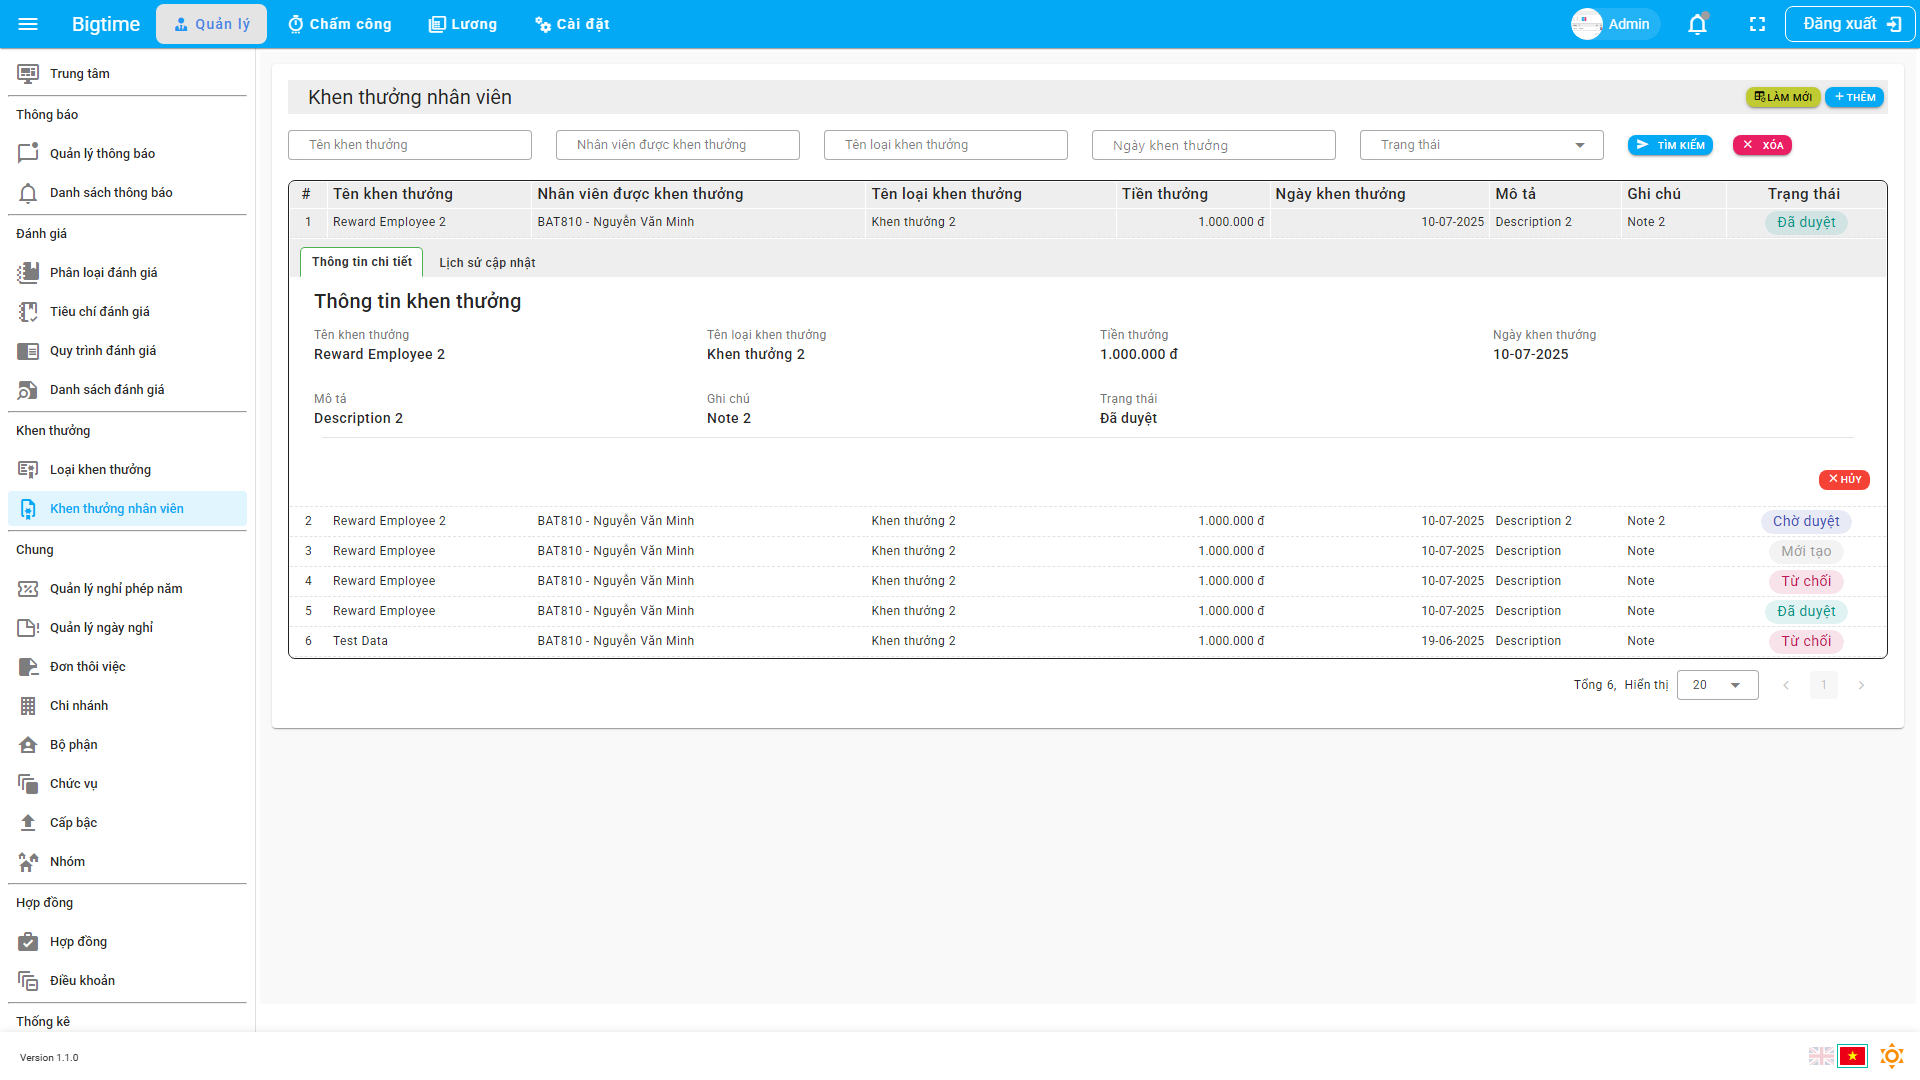 Bigtime
Quản lý
Chấm công
Lương
Cài đặt
Admin
Đăng xuất
Trung tâm
Thông báo
Quản lý thông báo
Danh sách thông báo
Đánh giá
Phân loại đánh giá
Tiêu chí đánh giá
Quy trình đánh giá
Danh sách đánh giá
Khen thưởng
Loại khen thưởng
Khen thưởng nhân viên
Chung
Quản lý nghỉ phép năm
Quản lý ngày nghỉ
Đơn thôi việc
Chi nhánh
Bộ phận
Chức vụ
Cấp bậc
Nhóm
Hợp đồng
Hợp đồng
Điều khoản
Thống kê
Version 1.1.0
Khen thưởng nhân viên
LÀM MỚI
THÊM
Tên khen thưởng
Nhân viên được khen thưởng
Tên loại khen thưởng
Ngày khen thưởng
Trạng thái
TÌM KIẾM
XÓA
# Tên khen thưởng Nhân viên được khen thưởng Tên loại khen thưởng Tiền thưởng Ngày khen thưởng Mô tả Ghi chú Trạng thái
1 Reward Employee 2 BAT810 - Nguyễn Văn Minh Khen thưởng 2 1.000.000 đ 10-07-2025 Description 2 Note 2 Đã duyệt
Thông tin chi tiết
Lịch sử cập nhật
Thông tin khen thưởng
Tên khen thưởng Tên loại khen thưởng Tiền thưởng Ngày khen thưởng
Reward Employee 2 Khen thưởng 2 1.000.000 đ 10-07-2025
Mô tả Ghi chú Trạng thái
Description 2 Note 2 Đã duyệt
HỦY
2 Reward Employee 2 BAT810 - Nguyễn Văn Minh Khen thưởng 2 1.000.000 đ 10-07-2025 Description 2 Note 2 Chờ duyệt
3 Reward Employee BAT810 - Nguyễn Văn Minh Khen thưởng 2 1.000.000 đ 10-07-2025 Description Note Mới tạo
4 Reward Employee BAT810 - Nguyễn Văn Minh Khen thưởng 2 1.000.000 đ 10-07-2025 Description Note Từ chối
5 Reward Employee BAT810 - Nguyễn Văn Minh Khen thưởng 2 1.000.000 đ 10-07-2025 Description Note Đã duyệt
6 Test Data BAT810 - Nguyễn Văn Minh Khen thưởng 2 1.000.000 đ 19-06-2025 Description Note Từ chối
Tổng 6, Hiển thị 20 1